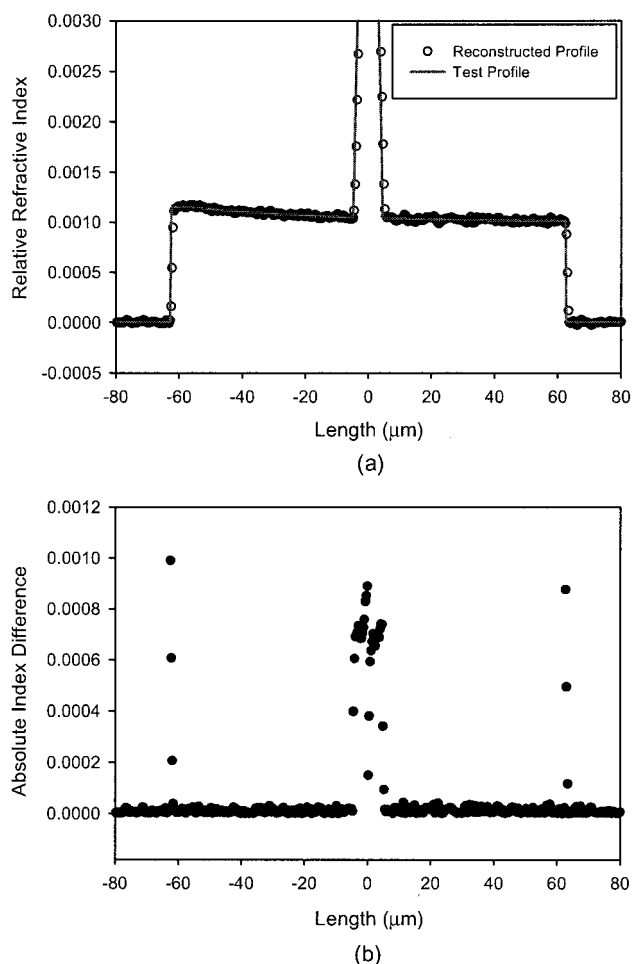 0.0030
0.0025
0.0020
0.0015
0.0010
0.0005
0.0000
-0.0005
Relative Refractive Index
Reconstructed Profile
Test Profile
-80 -60 -40 -20 0 20 40 60 80
Length (μm)
(a)
0.0012
0.0010
0.0008
0.0006
0.0004
0.0002
0.0000
Absolute Index Difference
-80 -60 -40 -20 0 20 40 60 80
Length (μm)
(b)